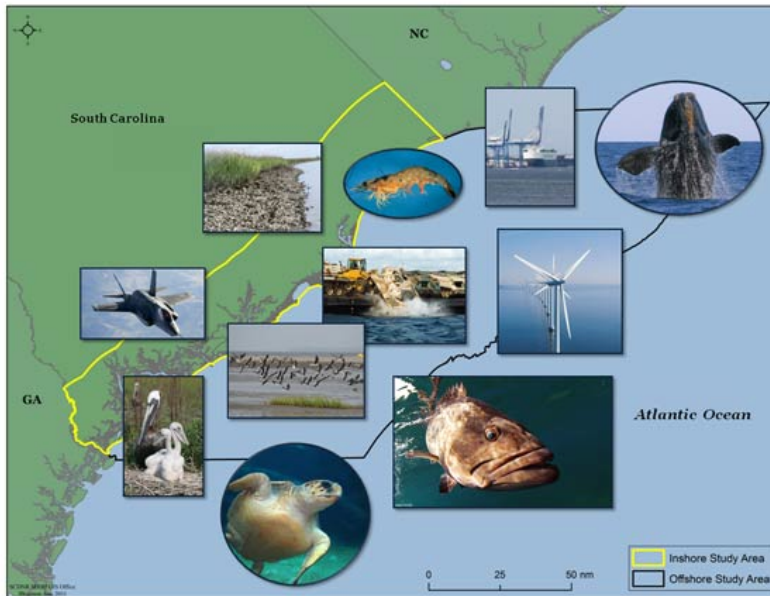 NC
South Carolina
GA
Atlantic Ocean
Inshore Study Area
Offshore Study Area
0 25 50 nm